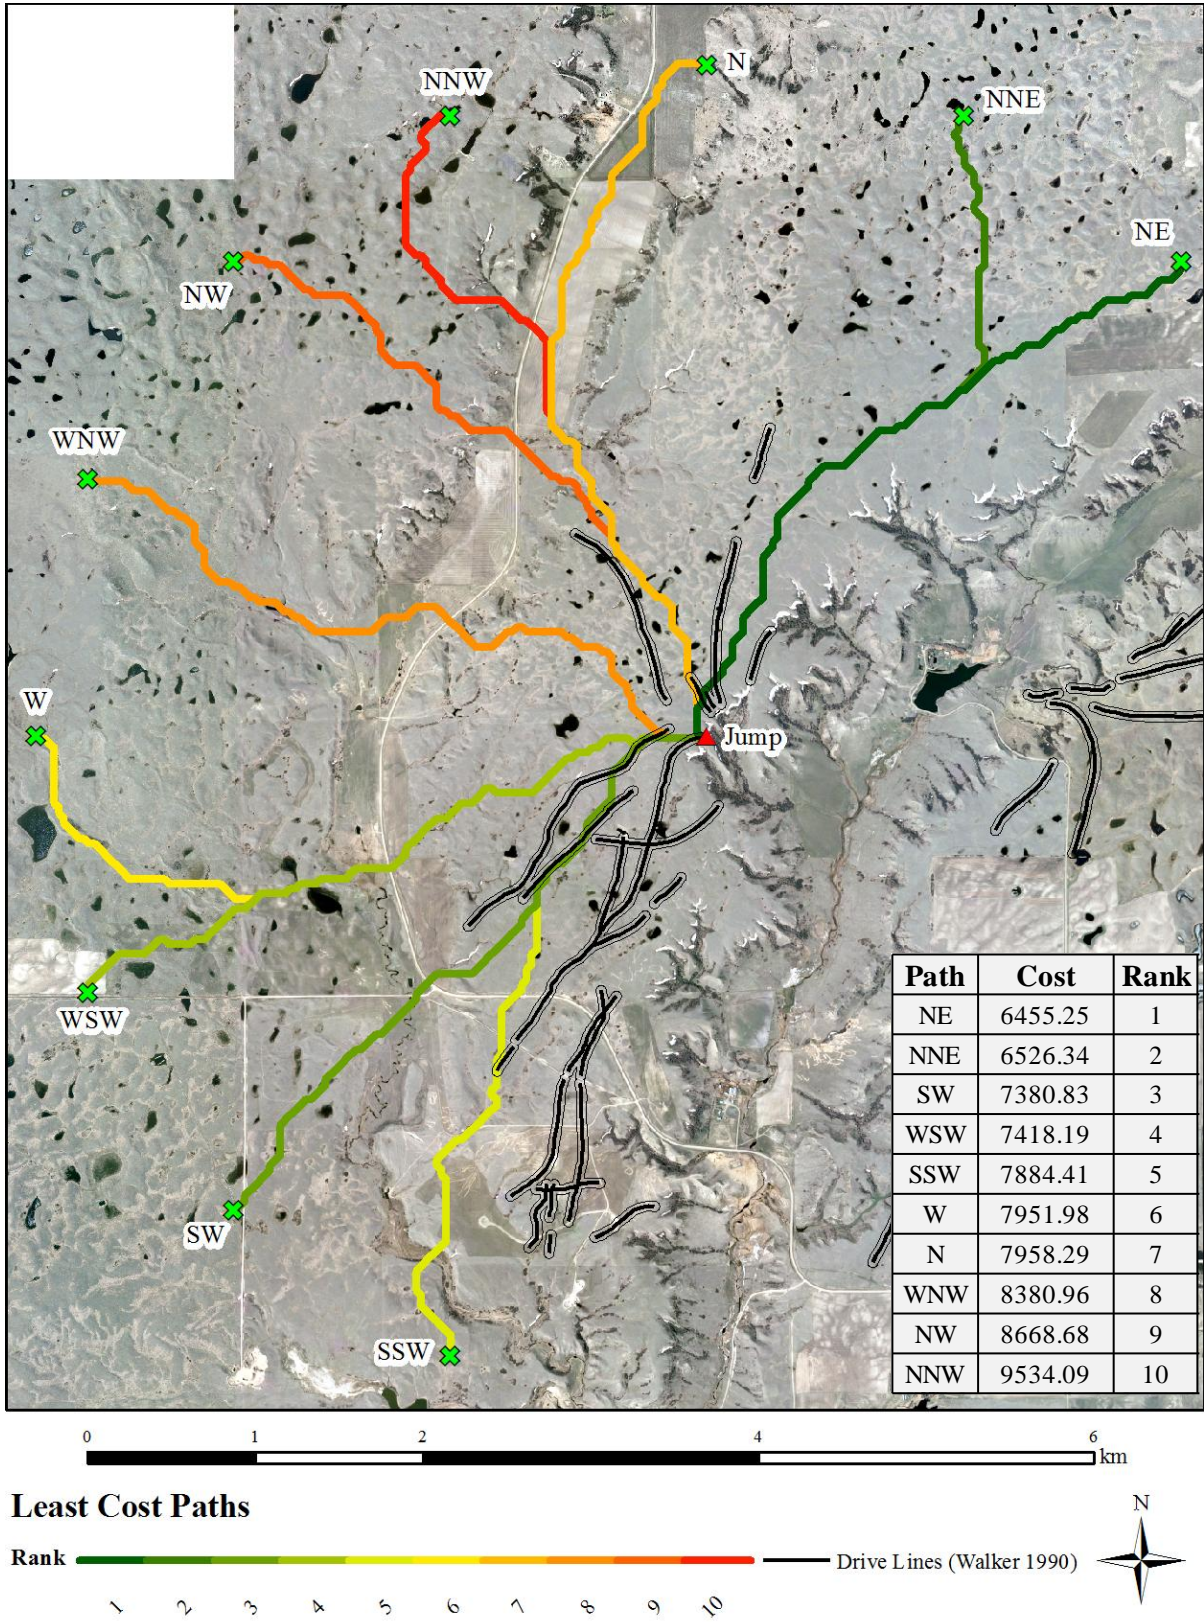 N
NNW
NNE
NE
NW
WNW
W
Jump
WSW
SW
SSW
Path Cost Rank
NE 6455.25 1
NNE 6526.34 2
SW 7380.83 3
WSW 7418.19 4
SSW 7884.41 5
W 7951.98 6
N 7958.29 7
WNW 8380.96 8
NW 8668.68 9
NNW 9534.09 10
0 1 2 4 6
km
Least Cost Paths
N
Rank
Drive Lines (Walker 1990)
1 2 3 4 5 6 7 8 9 10